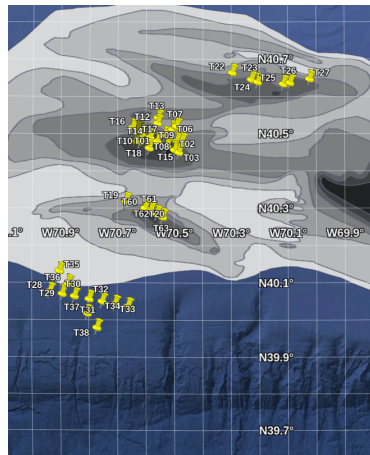 N40.7°
T22
T23
T26
T27
T25
T24
T13
T12
T07
T16
T17
T06
T14
N40.5°
T09
T10
T01
T02
T08
T18
T15
T03
T19
T61
T60
N40.3°
T62
T20
T63
.1°
W70.9°
W70.7°
W70.5°
W70.3°
W70.1°
W69.9°
T35
T36
T28
T30
N40.1°
T29
T32
T37
T34
T33
T31
T38
N39.9°
N39.7°